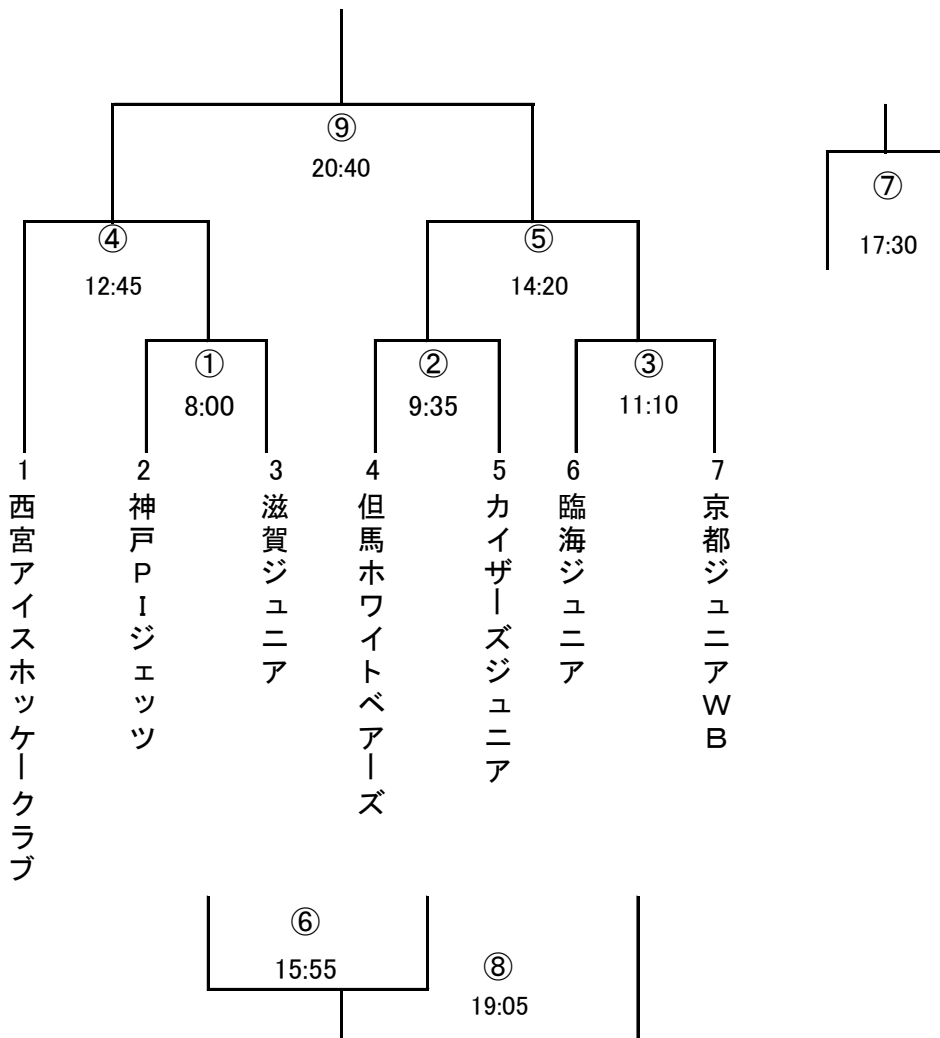 ⑨
20:40
⑦
17:30
④
12:45
⑤
14:20
①
8:00
②
9:35
③
11:10
1 西宮アイスホッケークラブ
2 神戸PIジェッツ
3 滋賀ジュニア
4 但馬ホワイトベアーズ
5 カイザーズジュニア
6 臨海ジュニア
7 京都ジュニアWB
⑥
15:55
⑧
19:05